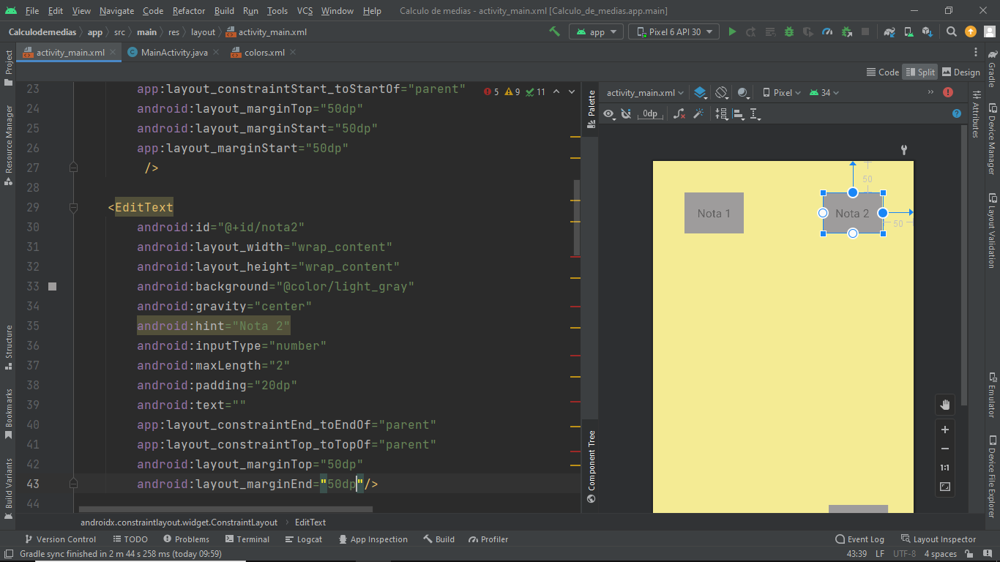 File Edit View Navigate Code Refactor Build Run Tools VCS Window Help Calculo de medias - activity_main.xml [Calculo_de_medias.app.main]
Calculodemedias app src main res layout activity_main.xml app Pixel 6 API 30
activity_main.xml MainActivity.java colors.xml
Code Split Design
Project
Resource Manager
Structure
Bookmarks
Build Variants
23 app:layout_constraintStart_toStartOf="parent" 5 9 11
24 android:layout_marginTop="50dp"
25 android:layout_marginStart="50dp"
26 app:layout_marginStart="50dp"
27 />
28
29 <EditText
30 android:id="@+id/nota2"
31 android:layout_width="wrap_content"
32 android:layout_height="wrap_content"
33 android:background="@color/light_gray"
34 android:gravity="center"
35 android:hint="Nota 2"
36 android:inputType="number"
37 android:maxLength="2"
38 android:padding="20dp"
39 android:text=""
40 app:layout_constraintEnd_toEndOf="parent"
41 app:layout_constraintTop_toTopOf="parent"
42 android:layout_marginTop="50dp"
43 android:layout_marginEnd="50dp"/>
44
androidx.constraintlayout.widget.ConstraintLayout EditText
Palette
Component Tree
activity_main.xml Pixel 34
0dp
50
Nota 1 Nota 2
50
1:1
Attributes
Gradle
Device Manager
Layout Validation
Emulator
Device File Explorer
Version Control TODO Problems Terminal Logcat App Inspection Build Profiler Event Log Layout Inspector
Gradle sync finished in 2 m 44 s 258 ms (today 09:59) 43:39 LF UTF-8 4 spaces